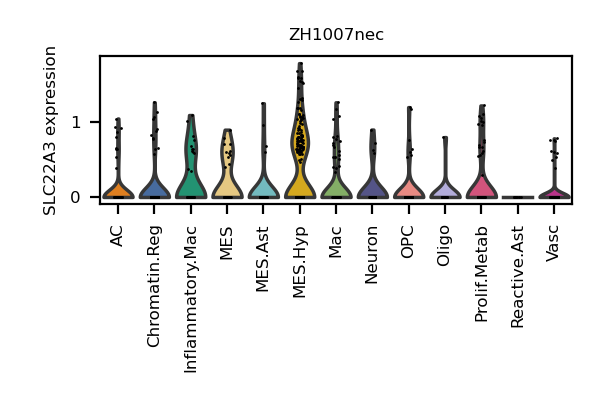 ZH1007nec
SLC22A3 expression
1
0
AC
Chromatin.Reg
Inflammatory.Mac
MES
MES.Ast
MES.Hyp
Mac
Neuron
OPC
Oligo
Prolif.Metab
Reactive.Ast
Vasc